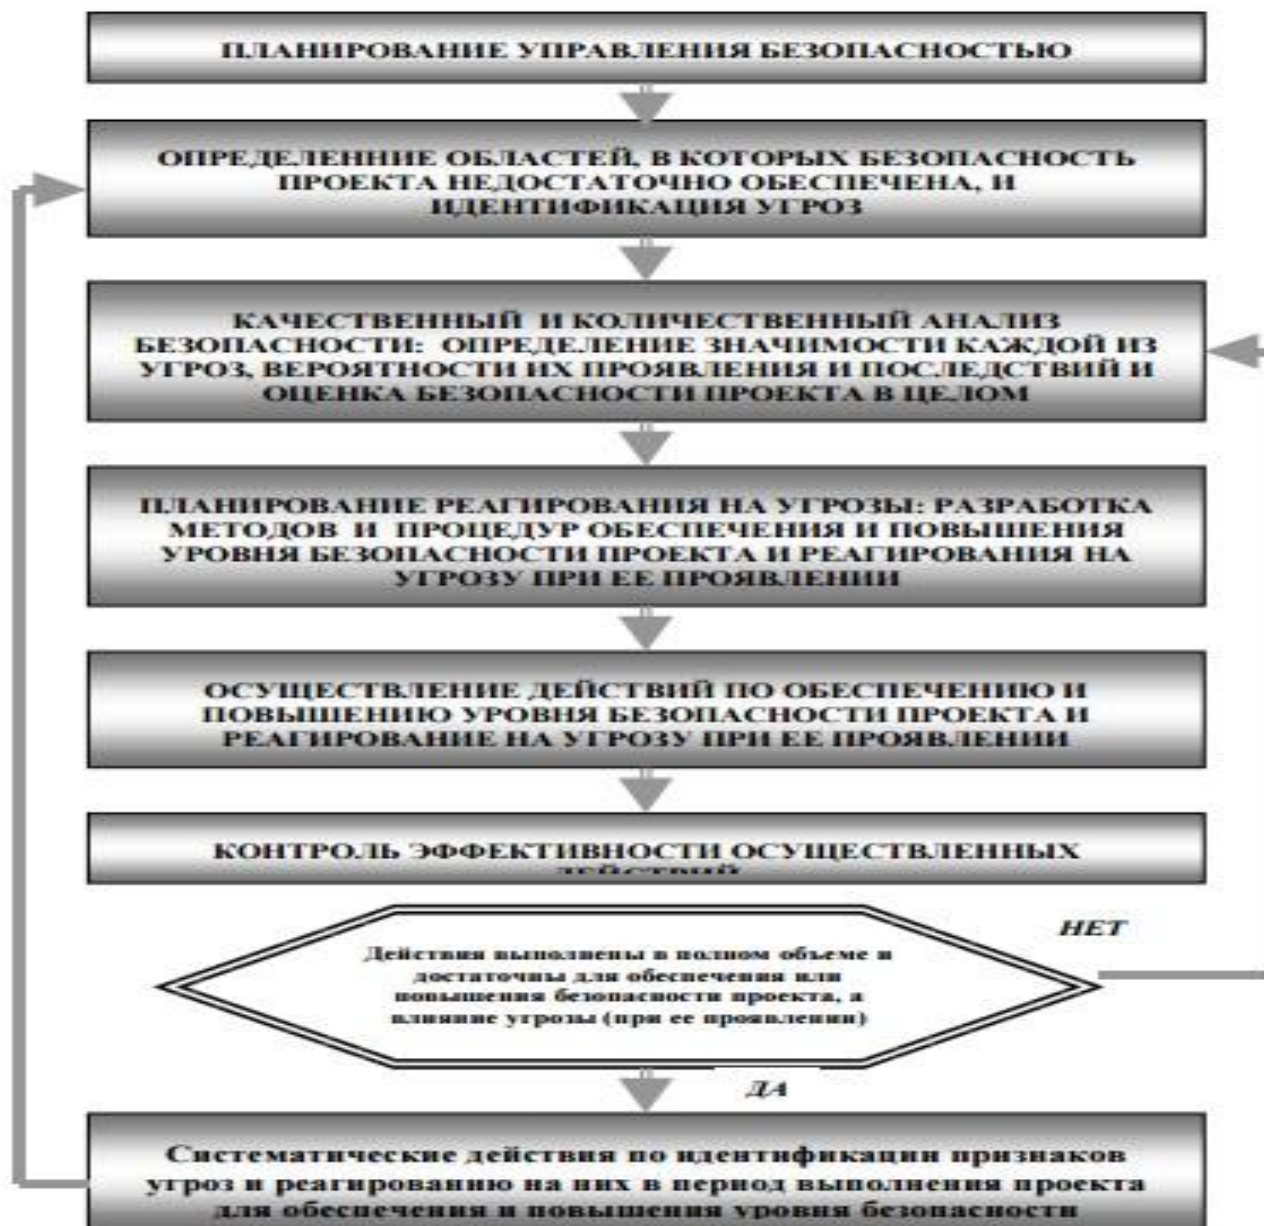 ПЛАНИРОВАНИЕ УПРАВЛЕНИЯ БЕЗОПАСНОСТЬЮ
ОПРЕДЕЛЕННИЕ ОБЛАСТЕЙ, В КОТОРЫХ БЕЗОПАСНОСТЬ
ПРОЕКТА НЕДОСТАТОЧНО ОБЕСПЕЧЕНА, И
ИДЕНТИФИКАЦИЯ УГРОЗ
КАЧЕСТВЕННЫЙ И КОЛИЧЕСТВЕННЫЙ АНАЛИЗ
БЕЗОПАСНОСТИ: ОПРЕДЕЛЕНИЕ ЗНАЧИМОСТИ КАЖДОЙ ИЗ
УГРОЗ, ВЕРОЯТНОСТИ ИХ ПРОЯВЛЕНИЯ И ПОСЛЕДСТВИЙ И
ОЦЕНКА БЕЗОПАСНОСТИ ПРОЕКТА В ЦЕЛОМ
ПЛАНИРОВАНИЕ РЕАГИРОВАНИЯ НА УГРОЗЫ: РАЗРАБОТКА
МЕТОДОВ И ПРОЦЕДУР ОБЕСПЕЧЕНИЯ И ПОВЫШЕНИЯ
УРОВНЯ БЕЗОПАСНОСТИ ПРОЕКТА И РЕАГИРОВАНИЯ НА
УГРОЗУ ПРИ ЕЕ ПРОЯВЛЕНИИ
ОСУЩЕСТВЛЕНИЕ ДЕЙСТВИЙ ПО ОБЕСПЕЧЕНИЮ И
ПОВЫШЕНИЮ УРОВНЯ БЕЗОПАСНОСТИ ПРОЕКТА И
РЕАГИРОВАНИЕ НА УГРОЗУ ПРИ ЕЕ ПРОЯВЛЕНИИ
КОНТРОЛЬ ЭФФЕКТИВНОСТИ ОСУЩЕСТВЛЕННЫХ
ДЕЙСТВИЙ
НЕТ
Действия выполнены в полном объеме и
достаточны для обеспечения или
повышения безопасности проекта, а
влияние угрозы (при ее проявлении)
ДА
Систематические действия по идентификации признаков
угроз и реагированию на них в период выполнения проекта
для обеспечения и повышения уровня безопасности